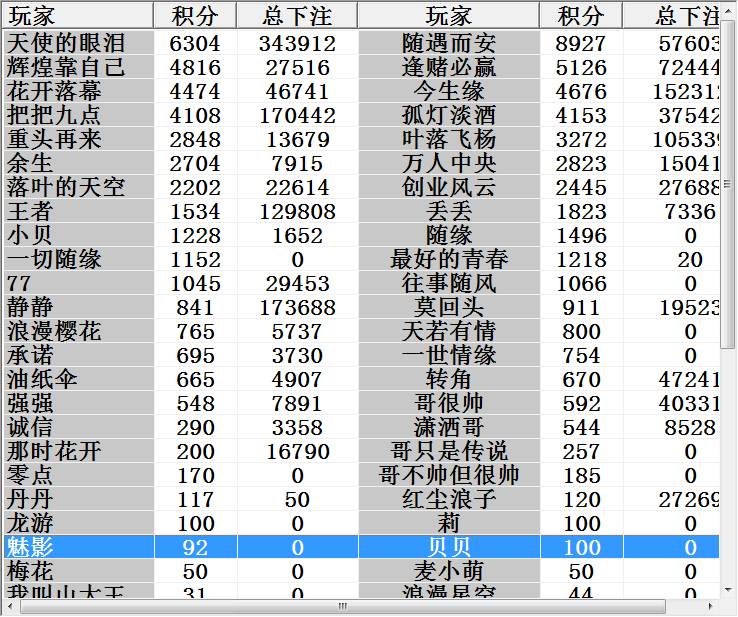 玩家 积分 总下注 玩家 积分 总下注
天使的眼泪 6304 343912 随遇而安 8927 57603
辉煌靠自己 4816 27516 逢赌必赢 5126 72444
花开落幕 4474 46741 今生缘 4676 152312
把把九点 4108 170442 孤灯淡酒 4153 37542
重头再来 2848 13679 叶落飞杨 3272 105339
余生 2704 7915 万人中央 2823 15041
落叶的天空 2202 22614 创业风云 2445 27688
王者 1534 129808 丢丢 1823 7336
小贝 1228 1652 随缘 1496 0
一切随缘 1152 0 最好的青春 1218 20
77 1045 29453 往事随风 1066 0
静静 841 173688 莫回头 911 19523
浪漫樱花 765 5737 天若有情 800 0
承诺 695 3730 一世情缘 754 0
油纸伞 665 4907 转角 670 47241
强强 548 7891 哥很帅 592 40331
诚信 290 3358 潇洒哥 544 8528
那时花开 200 16790 哥只是传说 257 0
零点 170 0 哥不帅但很帅 185 0
丹丹 117 50 红尘浪子 120 27269
龙游 100 0 莉 100 0
魅影 92 0 贝贝 100 0
梅花 50 0 麦小萌 50 0
我叫山大王 31 0 浪漫星空 44 0